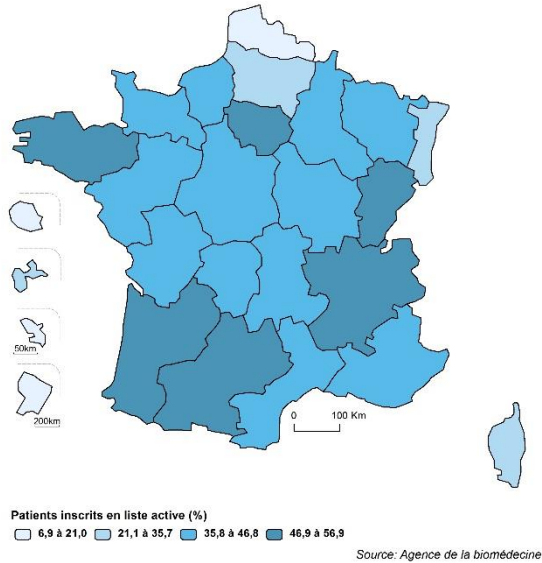 50km
200km
0 100 Km
Patients inscrits en liste active (%)
6,9 à 21,0 21,1 à 35,7 35,8 à 46,8 46,9 à 56,9
Source: Agence de la biomédecine